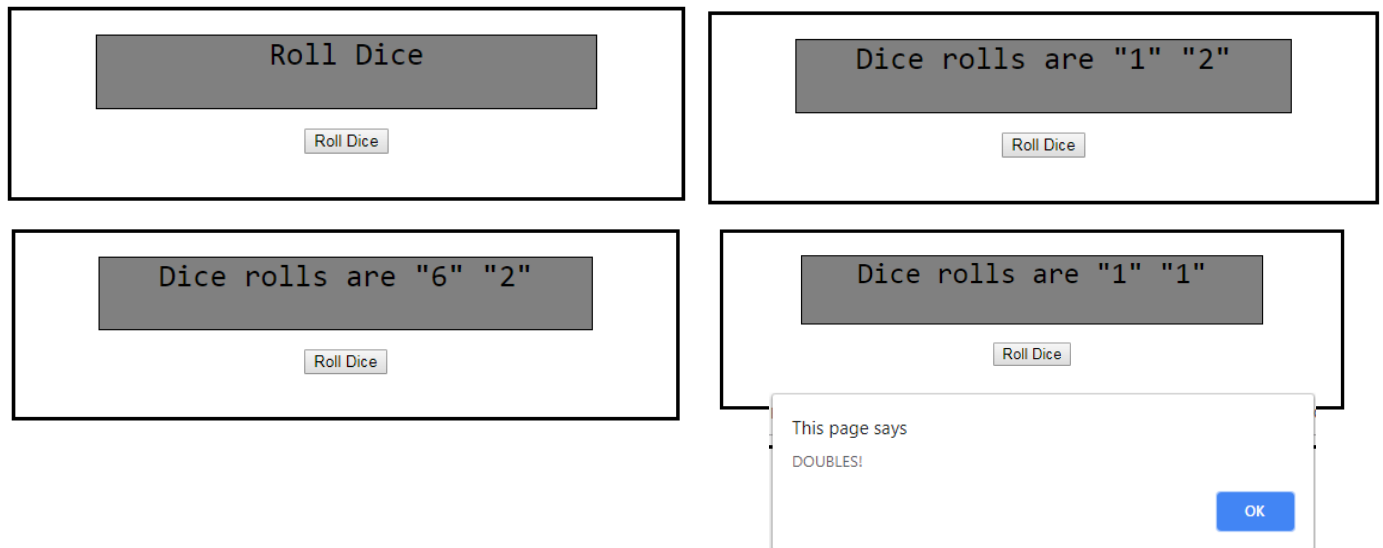 Roll Dice
Roll Dice
Dice rolls are "1" "2"
Roll Dice
Dice rolls are "6" "2"
Roll Dice
Dice rolls are "1" "1"
Roll Dice
This page says
DOUBLES!
OK